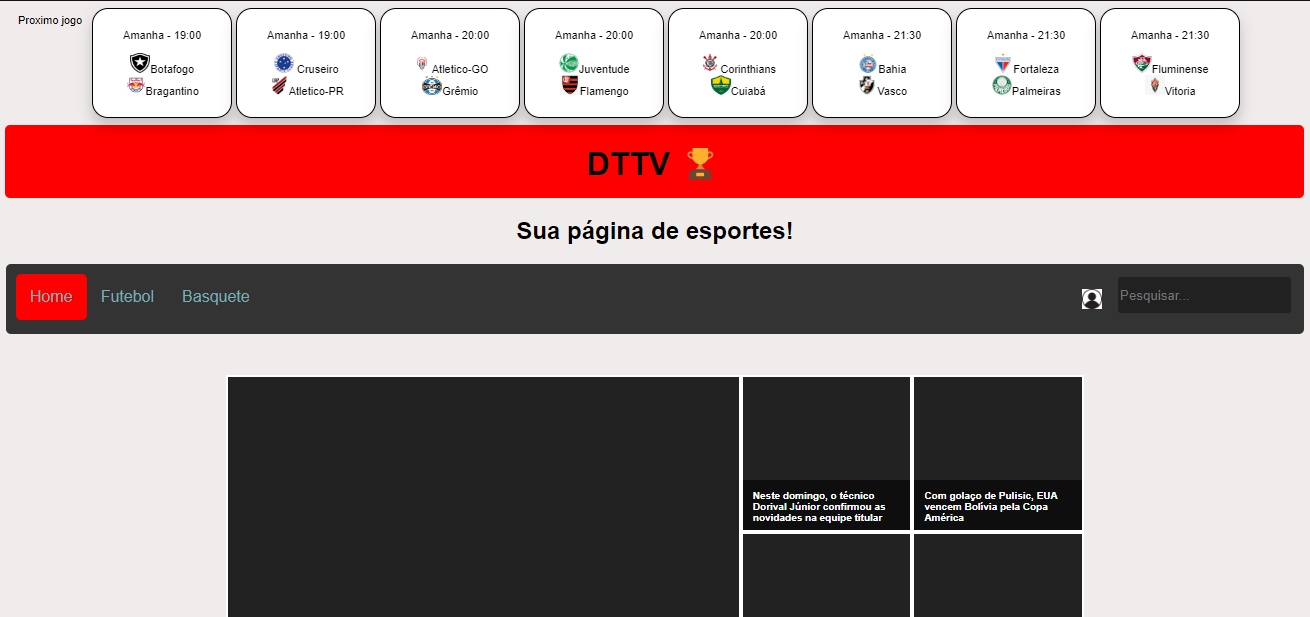 Proximo jogo
Amanha - 19:00
Botafogo
Bragantino
Amanha - 19:00
Cruseiro
Atletico-PR
Amanha - 20:00
Atletico-GO
Grêmio
Amanha - 20:00
Juventude
Flamengo
Amanha - 20:00
Corinthians
Cuiabá
Amanha - 21:30
Bahia
Vasco
Amanha - 21:30
Fortaleza
Palmeiras
Amanha - 21:30
Fluminense
Vitoria
DTTV
Sua página de esportes!
Home
Futebol
Basquete
Pesquisar...
Neste domingo, o técnico
Dorival Júnior confirmou as
novidades na equipe titular
Com golaço de Pulisic, EUA
vencem Bolívia pela Copa
América